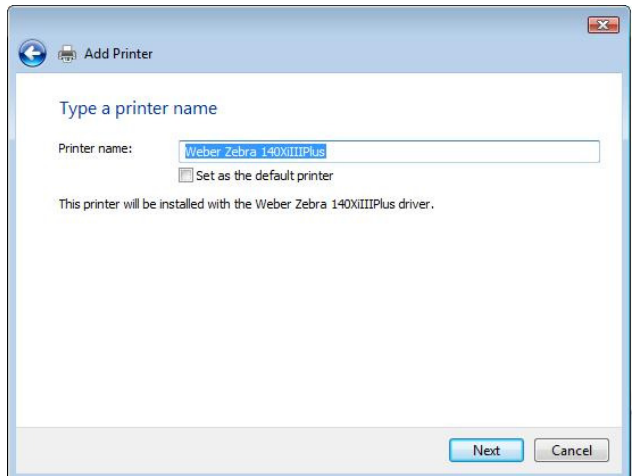 Add Printer
Type a printer name
Printer name: Weber Zebra 140XiIIIPlus
Set as the default printer
This printer will be installed with the Weber Zebra 140XiIIIPlus driver.
Next Cancel